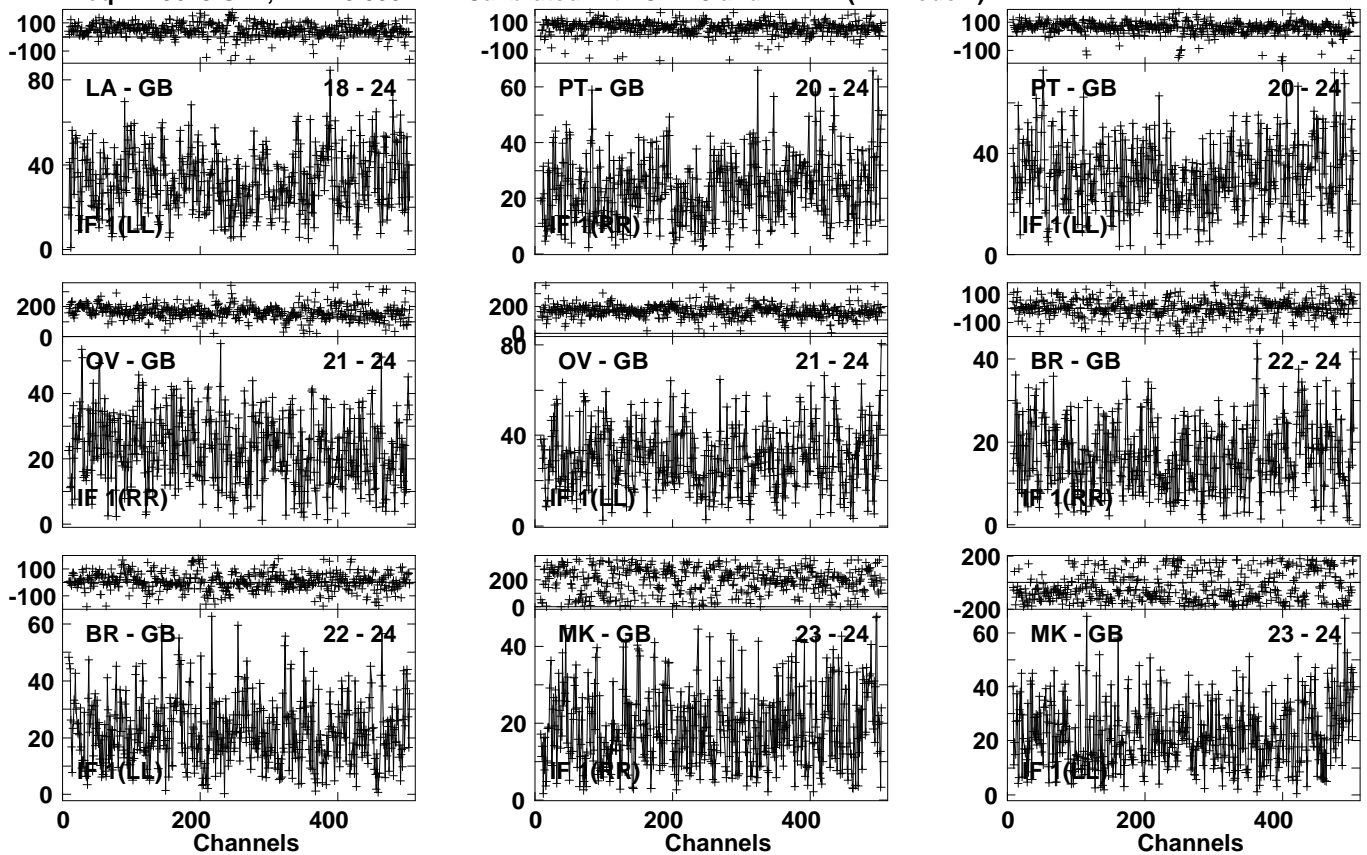 100
-100
80
LA - GB 18 - 24
40
IF 1(LL)
0
100
-100
60
PT - GB 20 - 24
40
20
IF 1(RR)
0
100
-100
PT - GB 20 - 24
40
IF 1(LL)
0
200
0
OV - GB 21 - 24
40
20
IF 1(RR)
0
200
0
80
OV - GB 21 - 24
40
IF 1(LL)
0
100
-100
40
BR - GB 22 - 24
20
IF 1(RR)
0
100
-100
60
BR - GB 22 - 24
40
20
IF 1(LL)
0
0 200 400
Channels
200
0
MK - GB 23 - 24
40
20
IF 1(RR)
0
0 200 400
Channels
200
-200
60
MK - GB 23 - 24
40
20
IF 1(LL)
0
0 200 400
Channels